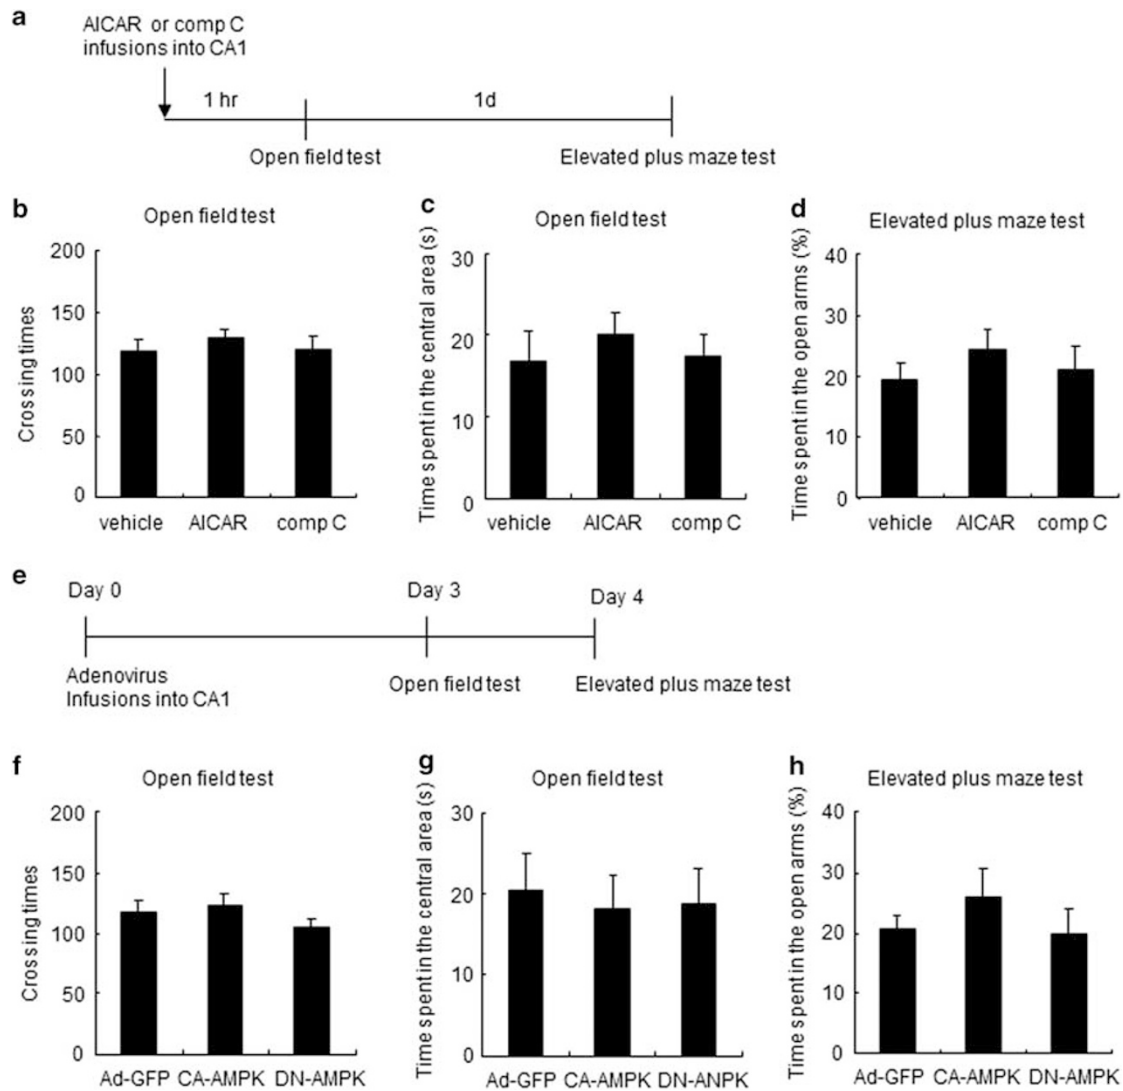 a
AICAR or comp C
infusions into CA1
1 hr
1d
Open field test
Elevated plus maze test
b
Open field test
Crossing times
200
150
100
50
0
vehicle AICAR comp C
c
Open field test
Time spent in the central area (s)
30
20
10
0
vehicle AICAR comp C
d
Elevated plus maze test
Time spent in the open arms (%)
40
30
20
10
0
vehicle AICAR comp C
e
Day 0
Day 3
Day 4
Adenovirus
Infusions into CA1
Open field test
Elevated plus maze test
f
Open field test
Crossing times
200
150
100
50
0
Ad-GFP CA-AMPK DN-AMPK
g
Open field test
Time spent in the central area (s)
30
20
10
0
Ad-GFP CA-AMPK DN-ANPK
h
Elevated plus maze test
Time spent in the open arms (%)
40
30
20
10
0
Ad-GFP CA-AMPK DN-AMPK